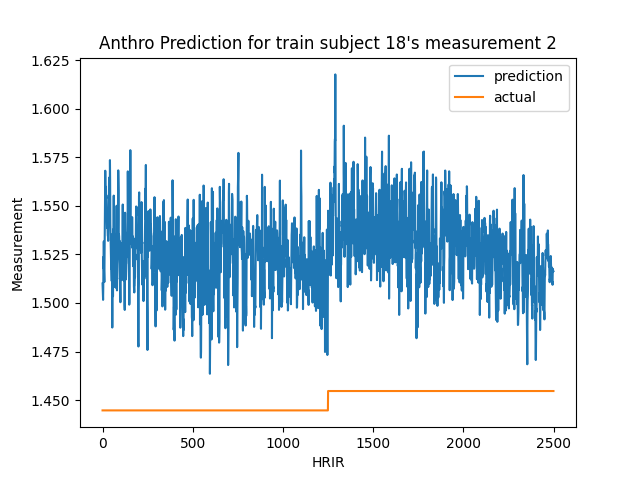 Anthro Prediction for train subject 18's measurement 2
1.625
1.600
1.575
1.550
1.525
1.500
1.475
1.450
Measurement
prediction
actual
0
500
1000
1500
2000
2500
HRIR